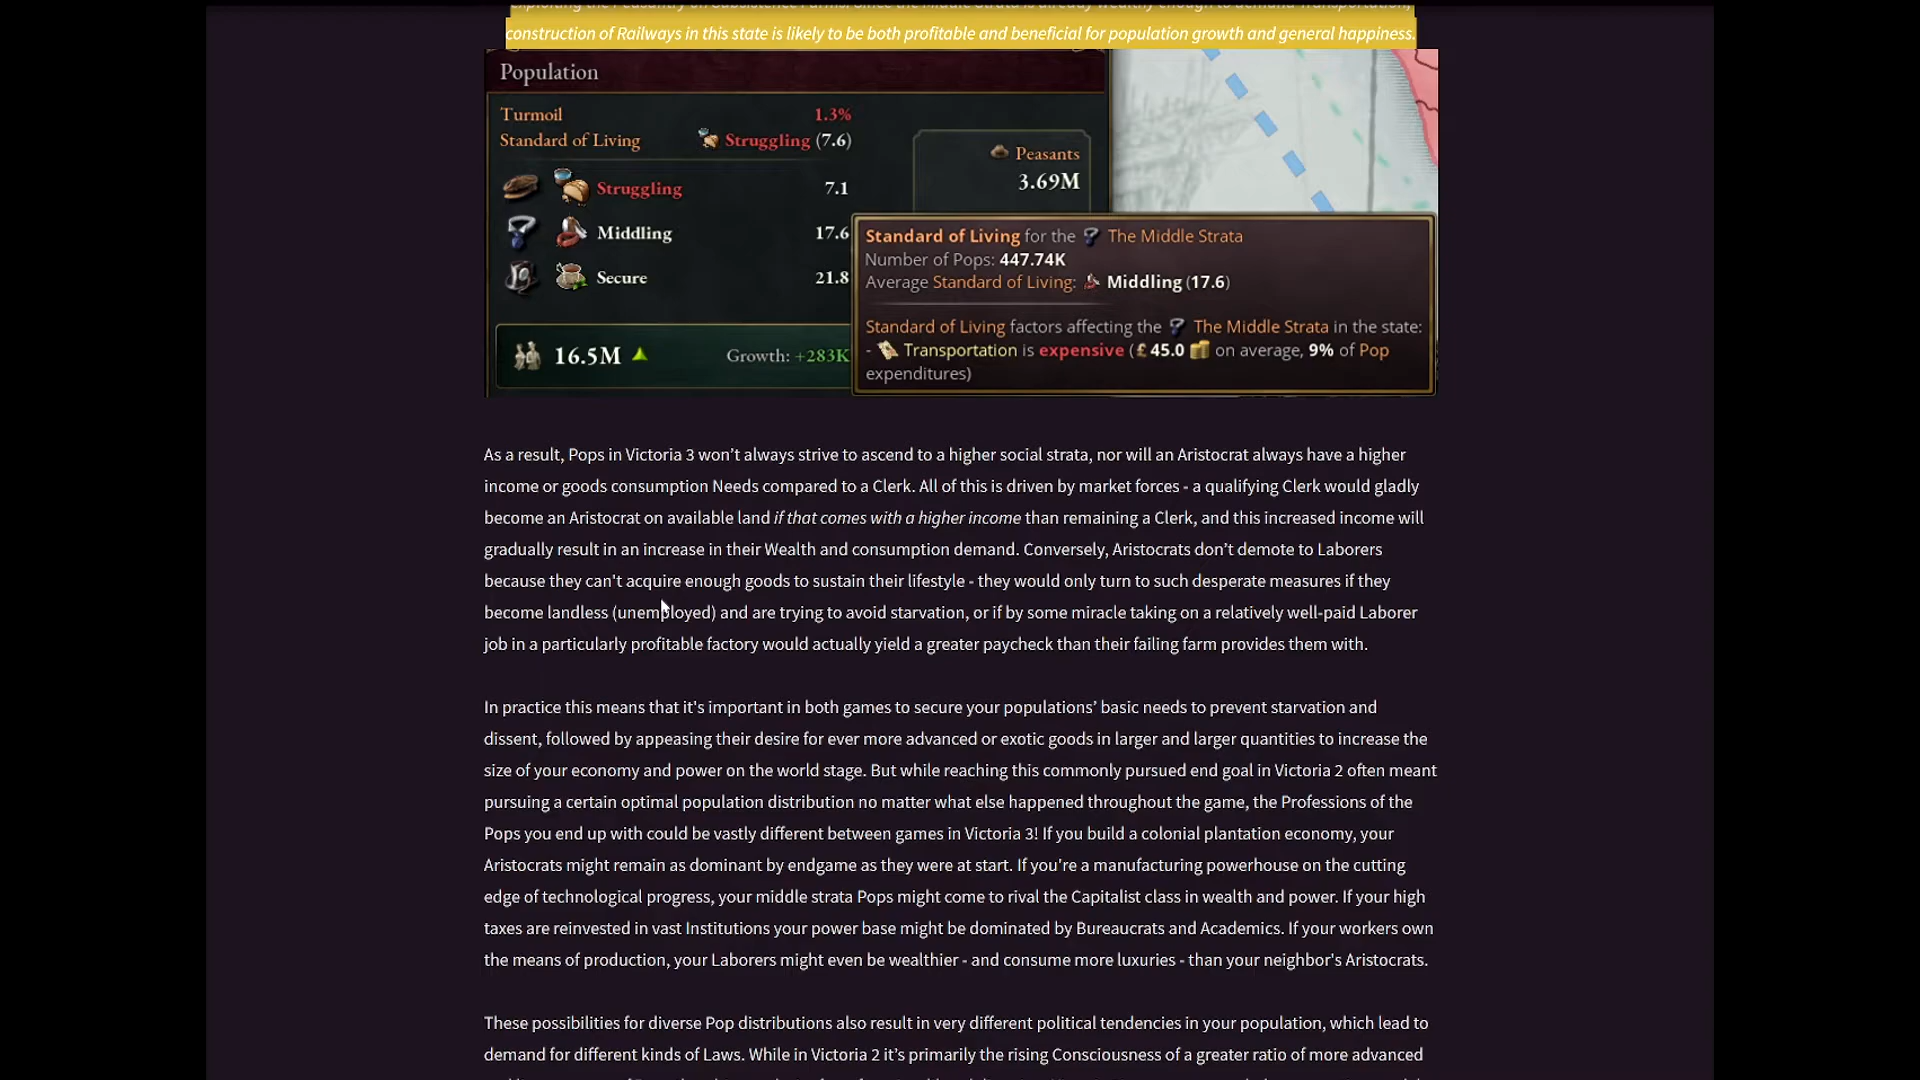 exploiting the Peasantry on Subsistence Farms. Since the Middle Strata is already wealthy enough to demand Transportation,
construction of Railways in this state is likely to be both profitable and beneficial for population growth and general happiness.
Population
Turmoil 1.3%
Standard of Living Struggling (7.6)
Peasants
3.69M
Struggling 7.1
Middling 17.6
Secure 21.8
16.5M Growth: +283K
Standard of Living for the The Middle Strata
Number of Pops: 447.74K
Average Standard of Living: Middling (17.6)
Standard of Living factors affecting the The Middle Strata in the state:
- Transportation is expensive (£ 45.0 on average, 9% of Pop
expenditures)
As a result, Pops in Victoria 3 won’t always strive to ascend to a higher social strata, nor will an Aristocrat always have a higher
income or goods consumption Needs compared to a Clerk. All of this is driven by market forces - a qualifying Clerk would gladly
become an Aristocrat on available land if that comes with a higher income than remaining a Clerk, and this increased income will
gradually result in an increase in their Wealth and consumption demand. Conversely, Aristocrats don’t demote to Laborers
because they can't acquire enough goods to sustain their lifestyle - they would only turn to such desperate measures if they
become landless (unemployed) and are trying to avoid starvation, or if by some miracle taking on a relatively well-paid Laborer
job in a particularly profitable factory would actually yield a greater paycheck than their failing farm provides them with.
In practice this means that it's important in both games to secure your populations’ basic needs to prevent starvation and
dissent, followed by appeasing their desire for ever more advanced or exotic goods in larger and larger quantities to increase the
size of your economy and power on the world stage. But while reaching this commonly pursued end goal in Victoria 2 often meant
pursuing a certain optimal population distribution no matter what else happened throughout the game, the Professions of the
Pops you end up with could be vastly different between games in Victoria 3! If you build a colonial plantation economy, your
Aristocrats might remain as dominant by endgame as they were at start. If you're a manufacturing powerhouse on the cutting
edge of technological progress, your middle strata Pops might come to rival the Capitalist class in wealth and power. If your high
taxes are reinvested in vast Institutions your power base might be dominated by Bureaucrats and Academics. If your workers own
the means of production, your Laborers might even be wealthier - and consume more luxuries - than your neighbor's Aristocrats.
These possibilities for diverse Pop distributions also result in very different political tendencies in your population, which lead to
demand for different kinds of Laws. While in Victoria 2 it’s primarily the rising Consciousness of a greater ratio of more advanced